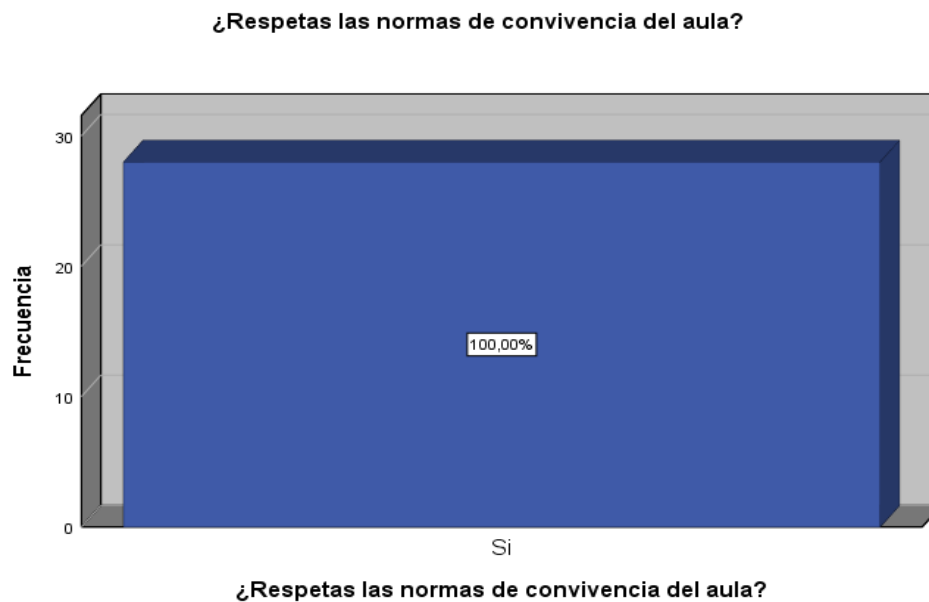 ¿Respetas las normas de convivencia del aula?
30
20
10
0
Frecuencia
100,00%
Si
¿Respetas las normas de convivencia del aula?